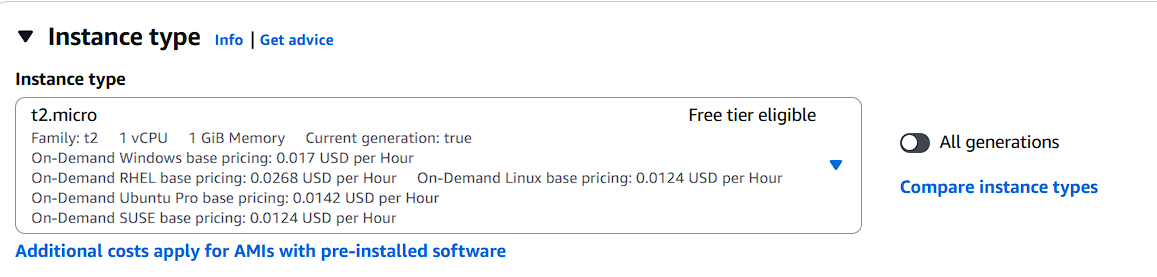 Instance type Info | Get advice
Instance type
t2.micro Free tier eligible
Family: t2 1 vCPU 1 GiB Memory Current generation: true
On-Demand Windows base pricing: 0.017 USD per Hour
On-Demand RHEL base pricing: 0.0268 USD per Hour On-Demand Linux base pricing: 0.0124 USD per Hour
On-Demand Ubuntu Pro base pricing: 0.0142 USD per Hour
On-Demand SUSE base pricing: 0.0124 USD per Hour
All generations
Compare instance types
Additional costs apply for AMIs with pre-installed software